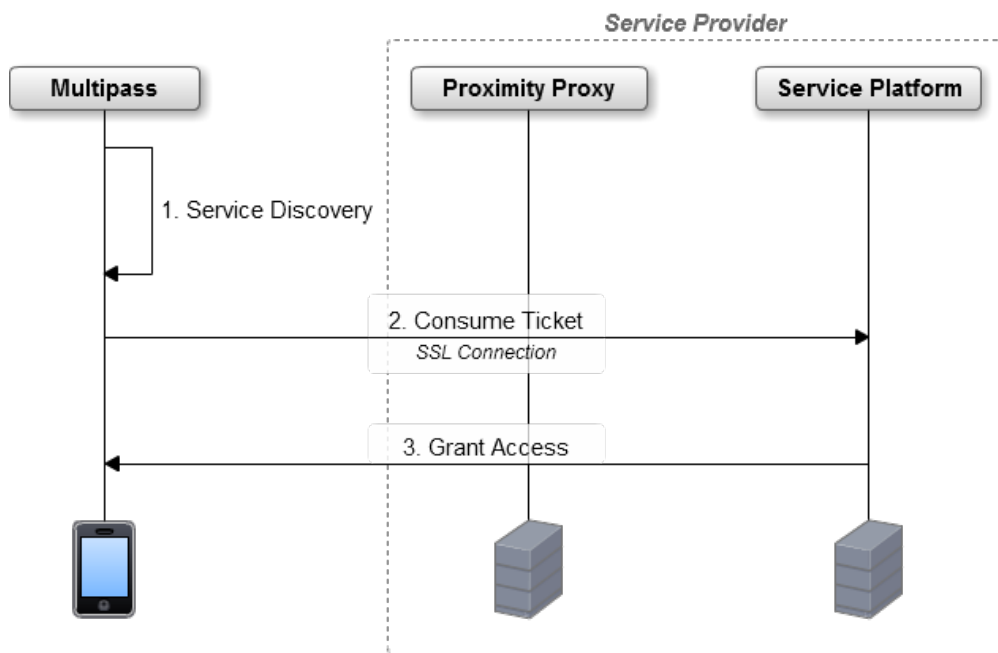 Service Provider
Multipass
Proximity Proxy
Service Platform
1. Service Discovery
2. Consume Ticket
SSL Connection
3. Grant Access